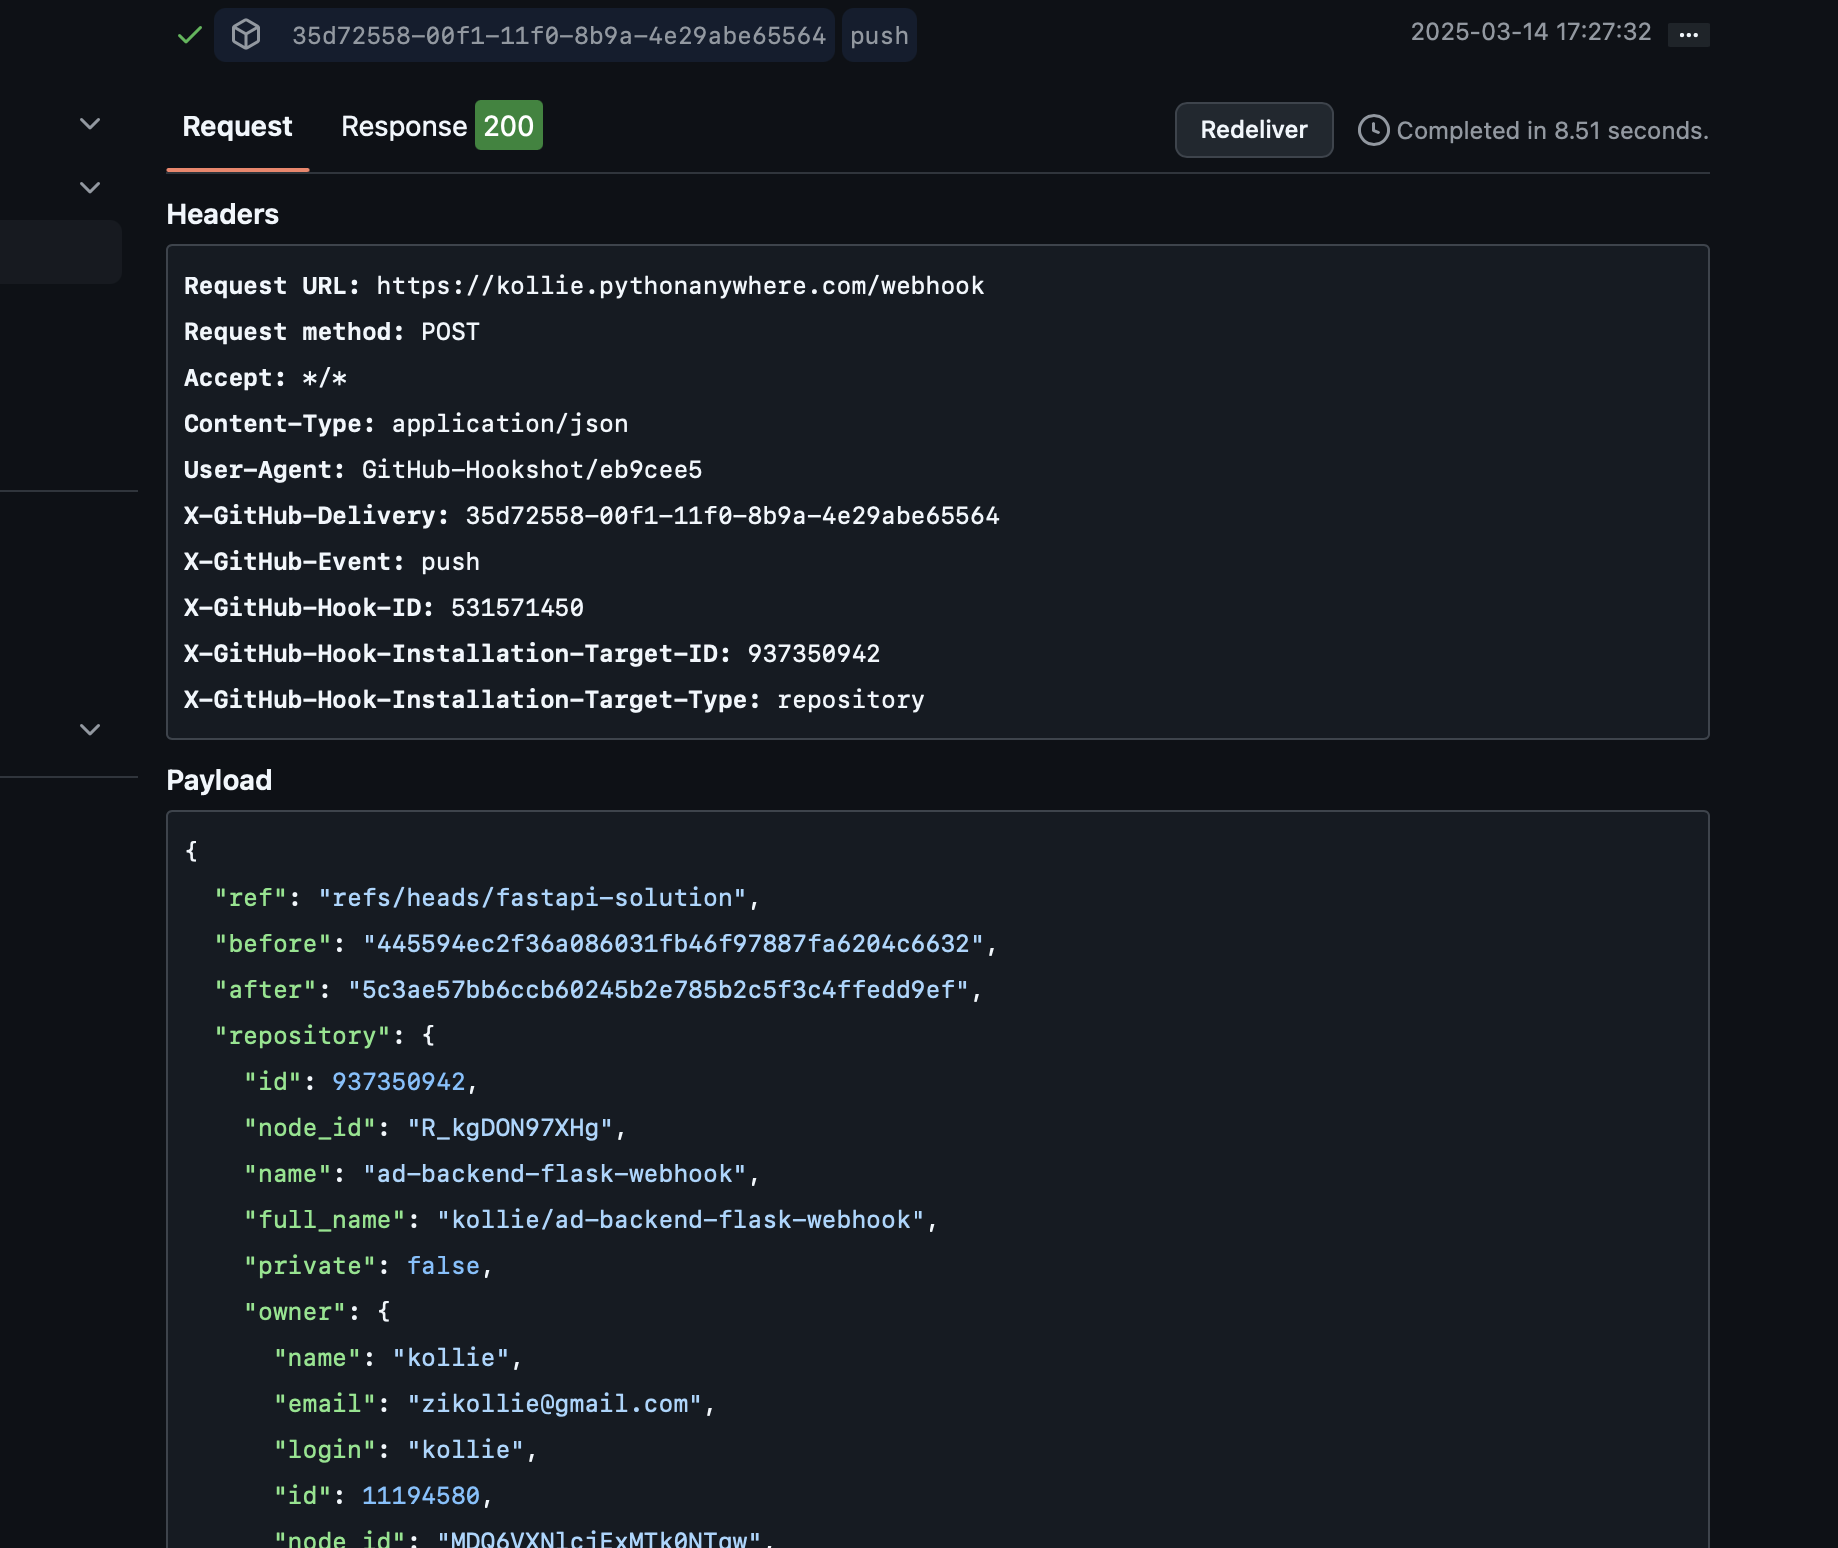 35d72558-00f1-11f0-8b9a-4e29abe65564 push 2025-03-14 17:27:32 ...
Request Response 200 Redeliver Completed in 8.51 seconds.
Headers
Request URL: https://kollie.pythonanywhere.com/webhook
Request method: POST
Accept: */*
Content-Type: application/json
User-Agent: GitHub-Hookshot/eb9cee5
X-GitHub-Delivery: 35d72558-00f1-11f0-8b9a-4e29abe65564
X-GitHub-Event: push
X-GitHub-Hook-ID: 531571450
X-GitHub-Hook-Installation-Target-ID: 937350942
X-GitHub-Hook-Installation-Target-Type: repository
Payload
{
"ref": "refs/heads/fastapi-solution",
"before": "445594ec2f36a086031fb46f97887fa6204c6632",
"after": "5c3ae57bb6ccb60245b2e785b2c5f3c4ffedd9ef",
"repository": {
"id": 937350942,
"node_id": "R_kgDON97XHg",
"name": "ad-backend-flask-webhook",
"full_name": "kollie/ad-backend-flask-webhook",
"private": false,
"owner": {
"name": "kollie",
"email": "zikollie@gmail.com",
"login": "kollie",
"id": 11194580,
"node_id": "MDQ6VXNlcjExMTk0NTgw",